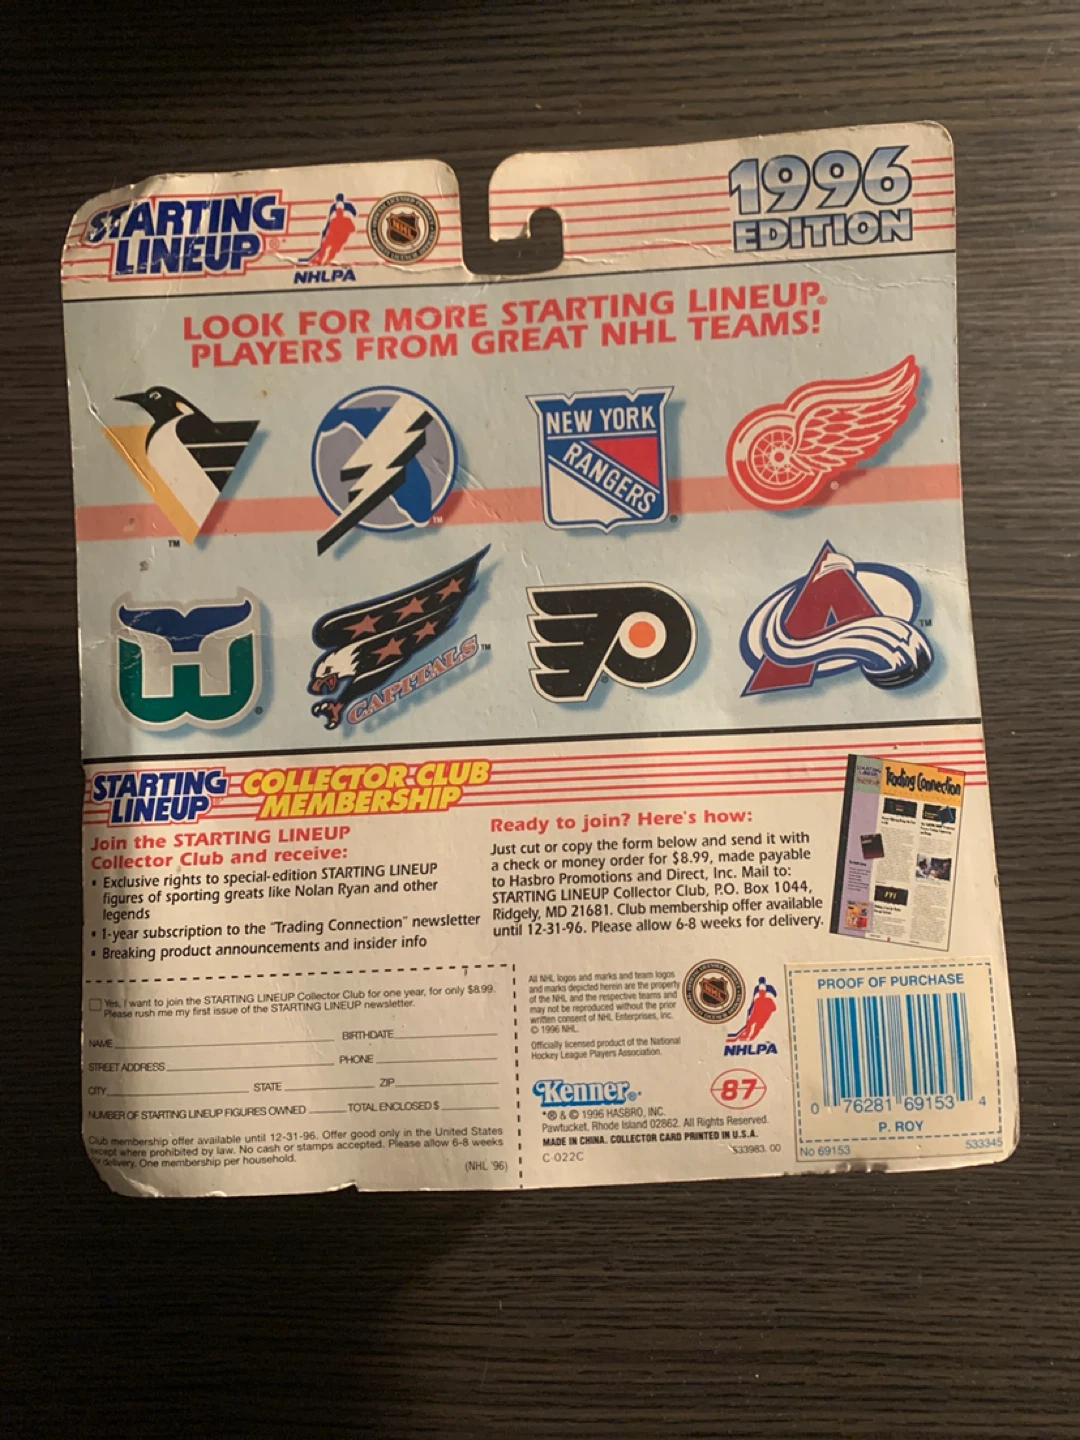 STARTING
LINEUP®
NHLPA
NHL
1996
EDITION
LOOK FOR MORE STARTING LINEUP®
PLAYERS FROM GREAT NHL TEAMS!
TM
TM
NEW YORK
RANGERS
®
®
®
CAPITALS™
®
A
TM
STARTING
LINEUP®
COLLECTOR CLUB
MEMBERSHIP
Join the STARTING LINEUP
Collector Club and receive:
• Exclusive rights to special-edition STARTING LINEUP
figures of sporting greats like Nolan Ryan and other
legends
• 1-year subscription to the "Trading Connection" newsletter
• Breaking product announcements and insider info
Ready to join? Here's how:
Just cut or copy the form below and send it with
a check or money order for $8.99, made payable
to Hasbro Promotions and Direct, Inc. Mail to:
STARTING LINEUP Collector Club, P.O. Box 1044,
Ridgely, MD 21681. Club membership offer available
until 12-31-96. Please allow 6-8 weeks for delivery.
Trading Connection
Yes, I want to join the STARTING LINEUP Collector Club for one year, for only $8.99.
Please rush me my first issue of the STARTING LINEUP newsletter.
NAME BIRTHDATE
STREET ADDRESS PHONE
CITY STATE ZIP
NUMBER OF STARTING LINEUP FIGURES OWNED TOTAL ENCLOSED $
Club membership offer available until 12-31-96. Offer good only in the United States
except where prohibited by law. No cash or stamps accepted. Please allow 6-8 weeks
for delivery. One membership per household.
(NHL '96)
All NHL logos and marks and team logos
and marks depicted herein are the property
of the NHL and the respective teams and
may not be reproduced without the prior
written consent of NHL Enterprises, Inc.
© 1996 NHL.
Officially licensed product of the National
Hockey League Players Association.
NHL
NHLPA
Kenner®
87
*® & © 1996 HASBRO, INC.
Pawtucket, Rhode Island 02862. All Rights Reserved.
MADE IN CHINA. COLLECTOR CARD PRINTED IN U.S.A.
C-022C
533983. 00
PROOF OF PURCHASE
0 76281 69153 4
P. ROY
No 69153
533345